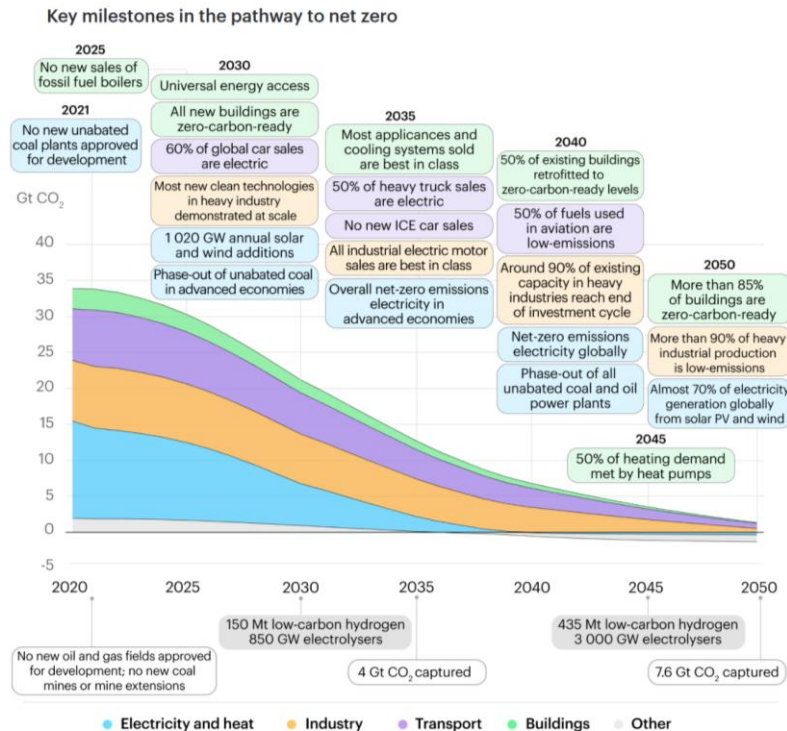 Key milestones in the pathway to net zero
2025
No new sales of
fossil fuel boilers
2021
No new unabated
coal plants approved
for development
2030
Universal energy access
All new buildings are
zero-carbon-ready
60% of global car sales
are electric
Most new clean technologies
in heavy industry
demonstrated at scale
1 020 GW annual solar
and wind additions
Phase-out of unabated coal
in advanced economies
2035
Most applicances and
cooling systems sold
are best in class
50% of heavy truck sales
are electric
No new ICE car sales
All industrial electric motor
sales are best in class
Overall net-zero emissions
electricity in
advanced economies
2040
50% of existing buildings
retrofitted to
zero-carbon-ready levels
50% of fuels used
in aviation are
low-emissions
Around 90% of existing
capacity in heavy
industries reach end
of investment cycle
Net-zero emissions
electricity globally
Phase-out of all
unabated coal and oil
power plants
2050
More than 85%
of buildings are
zero-carbon-ready
More than 90% of heavy
industrial production
is low-emissions
Almost 70% of electricity
generation globally
from solar PV and wind
2045
50% of heating demand
met by heat pumps
Gt CO₂
40
35
30
25
20
15
10
5
0
-5
2020
2025
2030
2035
2040
2045
2050
150 Mt low-carbon hydrogen
850 GW electrolysers
435 Mt low-carbon hydrogen
3 000 GW electrolysers
No new oil and gas fields approved
for development; no new coal
mines or mine extensions
4 Gt CO₂ captured
7.6 Gt CO₂ captured
Electricity and heat
Industry
Transport
Buildings
Other